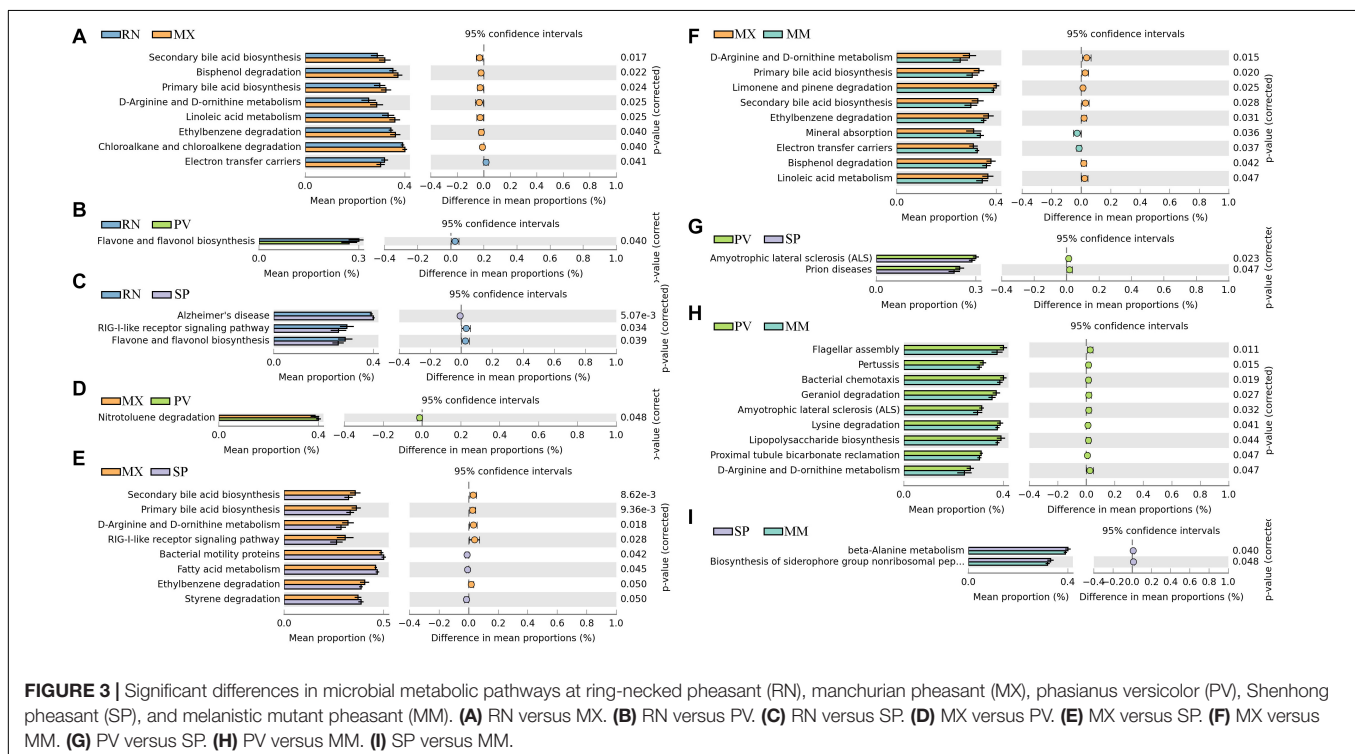 A
RN MX
95% confidence intervals
Secondary bile acid biosynthesis 0.017
Bisphenol degradation 0.022
Primary bile acid biosynthesis 0.024
D-Arginine and D-ornithine metabolism 0.025
Linoleic acid metabolism 0.025
Ethylbenzene degradation 0.040
Chloroalkane and chloroalkene degradation 0.040
Electron transfer carriers 0.041
p-value (corrected)
0.0 0.4 −0.4 −0.2 0.0 0.2 0.4 0.6 0.8 1.0
Mean proportion (%) Difference in mean proportions (%)
B
RN PV
95% confidence intervals
Flavone and flavonol biosynthesis 0.040
p-value (correct
0.0 0.3 −0.4 −0.2 0.0 0.2 0.4 0.6 0.8 1.0
Mean proportion (%) Difference in mean proportions (%)
C
RN SP
95% confidence intervals
Alzheimer's disease 5.07e-3
RIG-I-like receptor signaling pathway 0.034
Flavone and flavonol biosynthesis 0.039
p-value (corrected)
0.0 0.4 −0.4 −0.2 0.0 0.2 0.4 0.6 0.8 1.0
Mean proportion (%) Difference in mean proportions (%)
D
MX PV
95% confidence intervals
Nitrotoluene degradation 0.048
p-value (correct
0.0 0.4 −0.4 −0.2 0.0 0.2 0.4 0.6 0.8 1.0
Mean proportion (%) Difference in mean proportions (%)
E
MX SP
95% confidence intervals
Secondary bile acid biosynthesis 8.62e-3
Primary bile acid biosynthesis 9.36e-3
D-Arginine and D-ornithine metabolism 0.018
RIG-I-like receptor signaling pathway 0.028
Bacterial motility proteins 0.042
Fatty acid metabolism 0.045
Ethylbenzene degradation 0.050
Styrene degradation 0.050
p-value (corrected)
0.0 0.5 −0.4 −0.2 0.0 0.2 0.4 0.6 0.8 1.0
Mean proportion (%) Difference in mean proportions (%)
F
MX MM
95% confidence intervals
D-Arginine and D-ornithine metabolism 0.015
Primary bile acid biosynthesis 0.020
Limonene and pinene degradation 0.025
Secondary bile acid biosynthesis 0.028
Ethylbenzene degradation 0.031
Mineral absorption 0.036
Electron transfer carriers 0.037
Bisphenol degradation 0.042
Linoleic acid metabolism 0.047
p-value (corrected)
0.0 0.4 −0.4 −0.2 0.0 0.2 0.4 0.6 0.8 1.0
Mean proportion (%) Difference in mean proportions (%)
G
PV SP
95% confidence intervals
Amyotrophic lateral sclerosis (ALS) 0.023
Prion diseases 0.047
p-value (corrected
0.0 0.3 −0.4 −0.2 0.0 0.2 0.4 0.6 0.8 1.0
Mean proportion (%) Difference in mean proportions (%)
H
PV MM
95% confidence intervals
Flagellar assembly 0.011
Pertussis 0.015
Bacterial chemotaxis 0.019
Geraniol degradation 0.027
Amyotrophic lateral sclerosis (ALS) 0.032
Lysine degradation 0.041
Lipopolysaccharide biosynthesis 0.044
Proximal tubule bicarbonate reclamation 0.047
D-Arginine and D-ornithine metabolism 0.047
p-value (corrected)
0.0 0.4 −0.4 −0.2 0.0 0.2 0.4 0.6 0.8 1.0
Mean proportion (%) Difference in mean proportions (%)
I
SP MM
95% confidence intervals
beta-Alanine metabolism 0.040
Biosynthesis of siderophore group nonribosomal pep... 0.048
p-value (corrected
0.0 0.4 −0.4 −0.2 0.0 0.2 0.4 0.6 0.8 1.0
Mean proportion (%) Difference in mean proportions (%)
FIGURE 3 | Significant differences in microbial metabolic pathways at ring-necked pheasant (RN), manchurian pheasant (MX), phasianus versicolor (PV), Shenhong
pheasant (SP), and melanistic mutant pheasant (MM). (A) RN versus MX. (B) RN versus PV. (C) RN versus SP. (D) MX versus PV. (E) MX versus SP. (F) MX versus
MM. (G) PV versus SP. (H) PV versus MM. (I) SP versus MM.